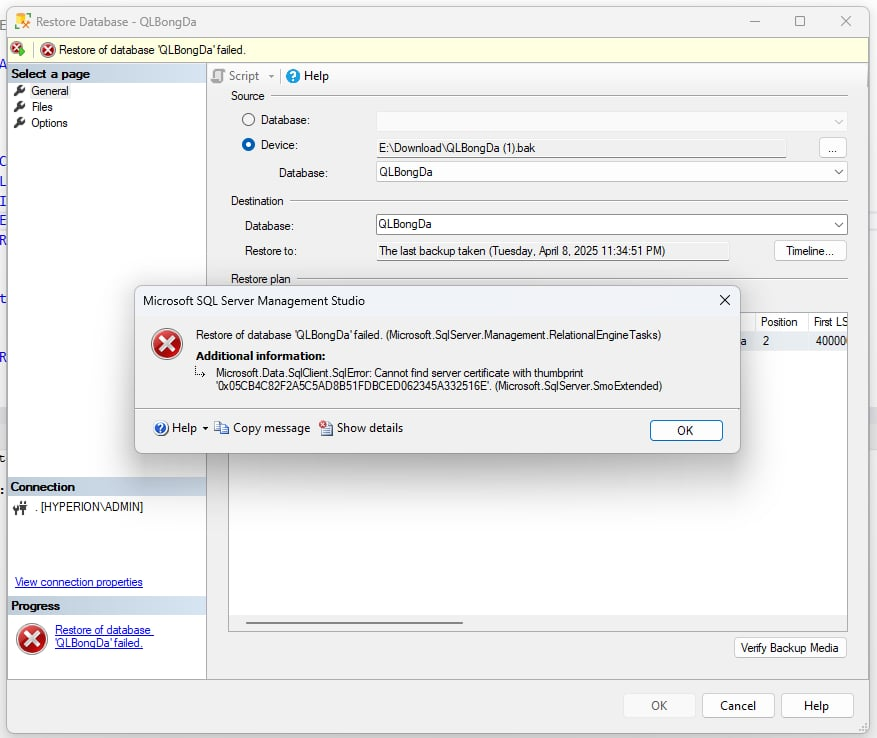 Restore Database - QLBongDa
Restore of database 'QLBongDa' failed.
Select a page
General
Files
Options
Script
Help
Source
Database:
Device:
E:\Download\QLBongDa (1).bak
...
Database:
QLBongDa
Destination
Database:
QLBongDa
Restore to:
The last backup taken (Tuesday, April 8, 2025 11:34:51 PM)
Timeline...
Restore plan
Position
First LS
a
2
40000
Microsoft SQL Server Management Studio
Restore of database 'QLBongDa' failed. (Microsoft.SqlServer.Management.RelationalEngineTasks)
Additional information:
Microsoft.Data.SqlClient.SqlError: Cannot find server certificate with thumbprint
'0x05CB4C82F2A5C5AD8B51FDBCED062345A332516E'. (Microsoft.SqlServer.SmoExtended)
Help
Copy message
Show details
OK
Connection
. [HYPERION\ADMIN]
View connection properties
Progress
Restore of database
'QLBongDa' failed.
Verify Backup Media
OK
Cancel
Help